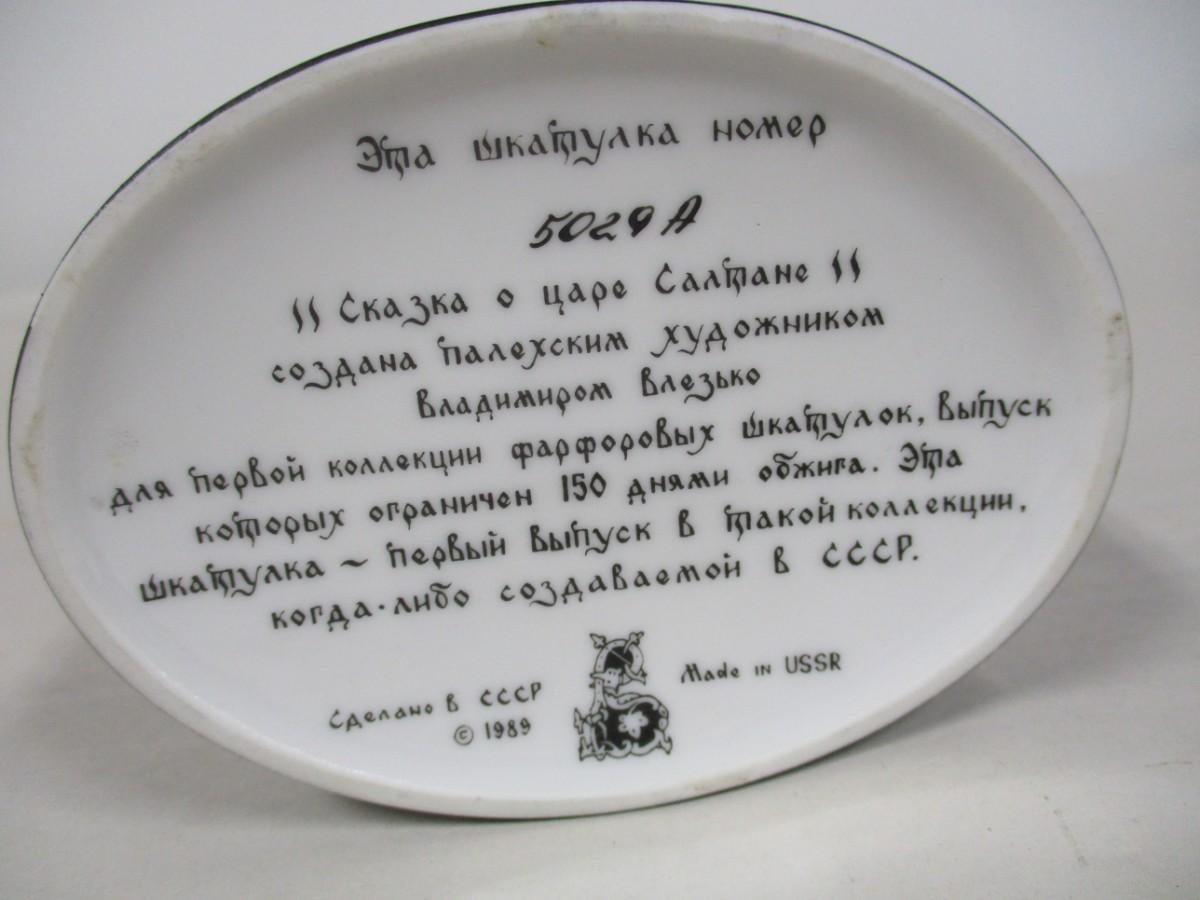 Эта шкатулка номер
5029 А
"Сказка о царе Салтане"
создана палехским художником
Владимиром Влезько
для первой коллекции фарфоровых шкатулок, выпуск
которых ограничен 150 днями обжига. Эта
шкатулка ~ первый выпуск в такой коллекции,
когда-либо создаваемой в СССР.
Сделано в СССР
© 1989
Made in USSR